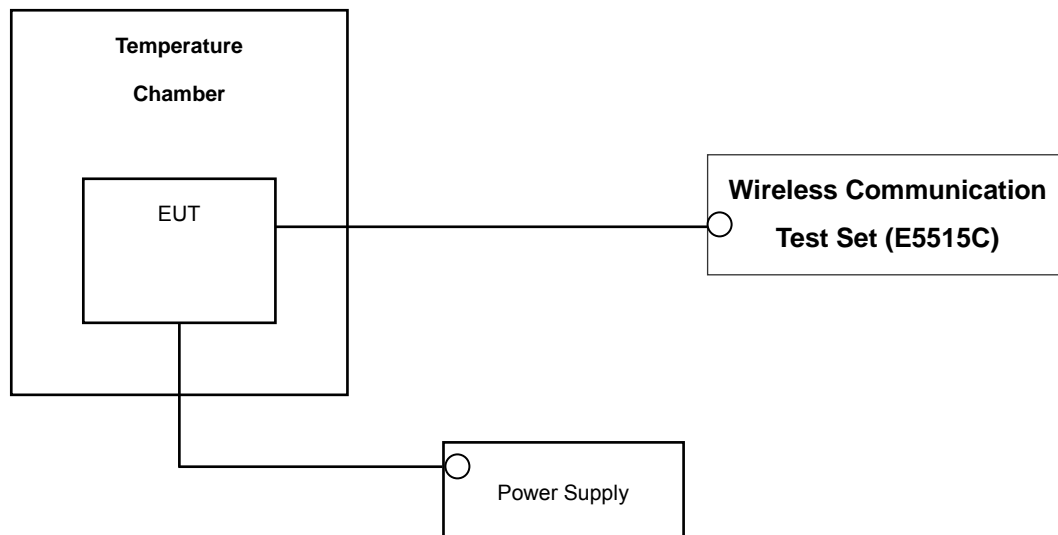 Temperature
Chamber
EUT
Wireless Communication
Test Set (E5515C)
Power Supply